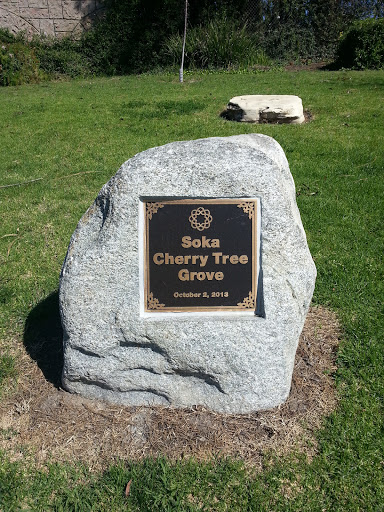 Soka
Cherry Tree
Grove
October 2, 2013